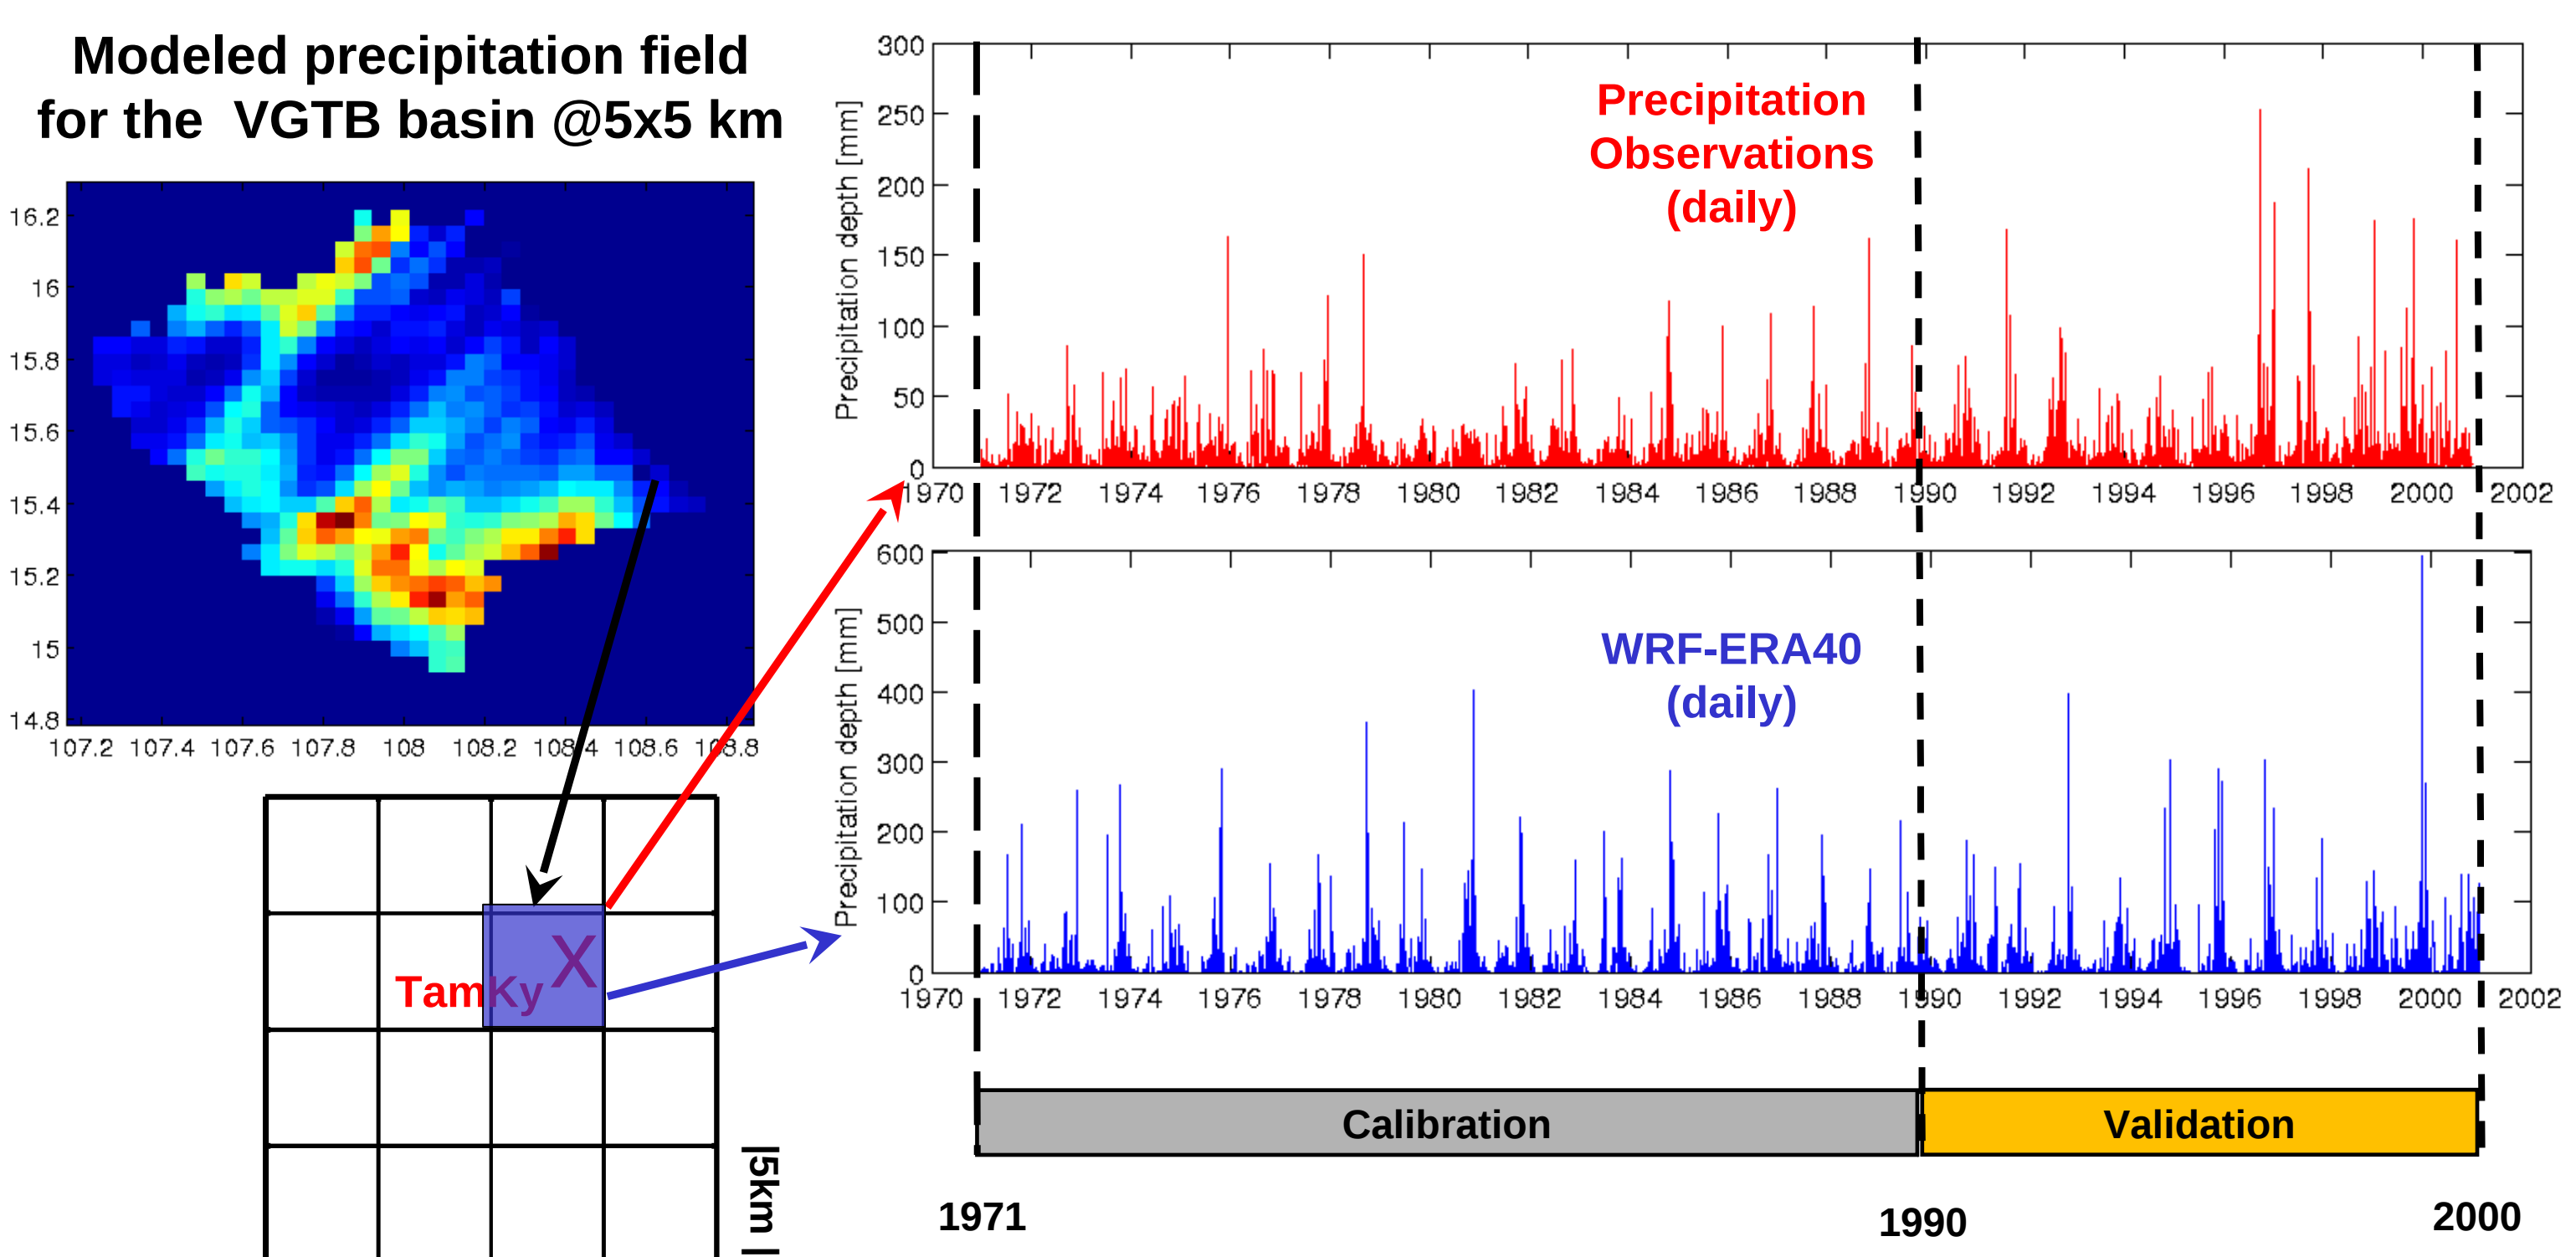 Modeled precipitation field
for the VGTB basin @5x5 km
16.2
16
15.8
15.6
15.4
15.2
15
14.8
107.2 107.4 107.6 107.8 108 108.2 108.4 108.6 108.8
TamKy X
|5km |
Precipitation depth [mm]
300
250
200
150
100
50
0
Precipitation
Observations
(daily)
1970 1972 1974 1976 1978 1980 1982 1984 1986 1988 1990 1992 1994 1996 1998 2000 2002
Precipitation depth [mm]
600
500
400
300
200
100
0
WRF-ERA40
(daily)
1970 1972 1974 1976 1978 1980 1982 1984 1986 1988 1990 1992 1994 1996 1998 2000 2002
Calibration
Validation
1971
1990
2000